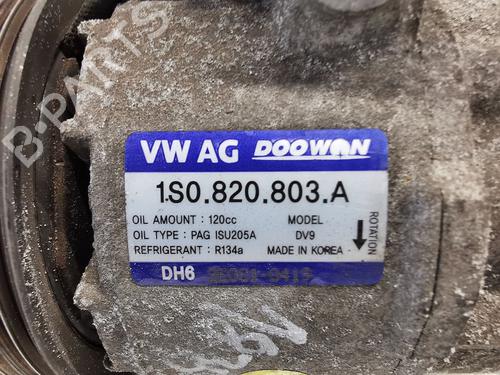 B-PARTS
VW AG DOOWON
1S0.820.803.A
OIL AMOUNT : 120cc MODEL
OIL TYPE : PAG ISU205A DV9
REFRIGERANT : R134a MADE IN KOREA
ROTATION
DH6